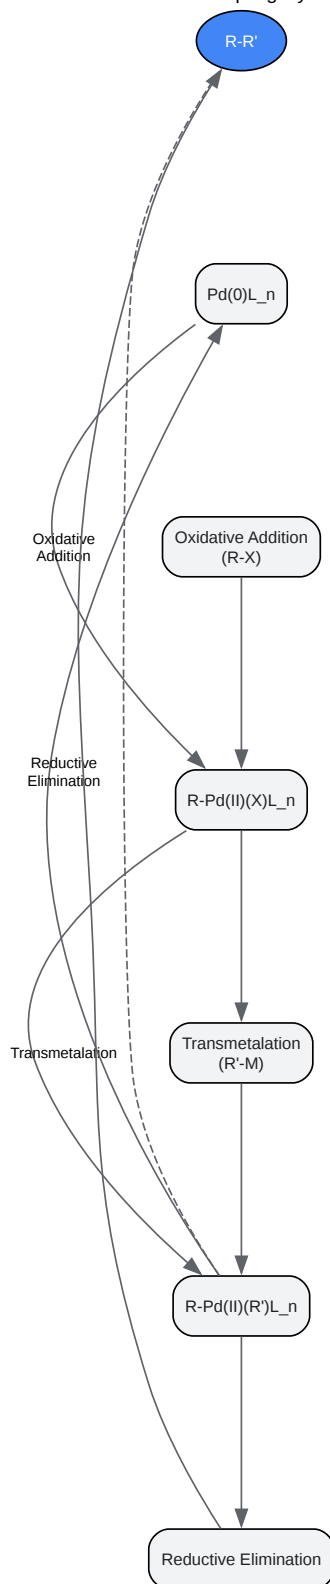 R-R'
Pd(0)L_n
Oxidative
Addition
Oxidative Addition
(R-X)
Reductive
Elimination
R-Pd(II)(X)L_n
Transmetalation
(R'-M)
Transmetalation
R-Pd(II)(R')L_n
Reductive Elimination